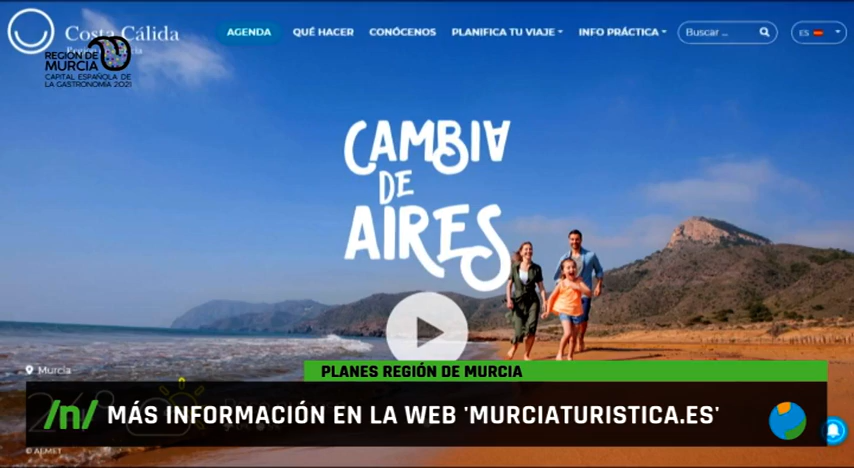 Costa Cálida
REGIÓN DE
MURCIA
CAPITAL ESPAÑOLA DE
LA GASTRONOMÍA 2021
AGENDA
QUÉ HACER
CONÓCENOS
PLANIFICA TU VIAJE
INFO PRÁCTICA
Buscar ...
ES
CAMBIA
DE
AIRES
Murcia
PLANES REGIÓN DE MURCIA
/n/ MÁS INFORMACIÓN EN LA WEB 'MURCIATURISTICA.ES'
© AEMET